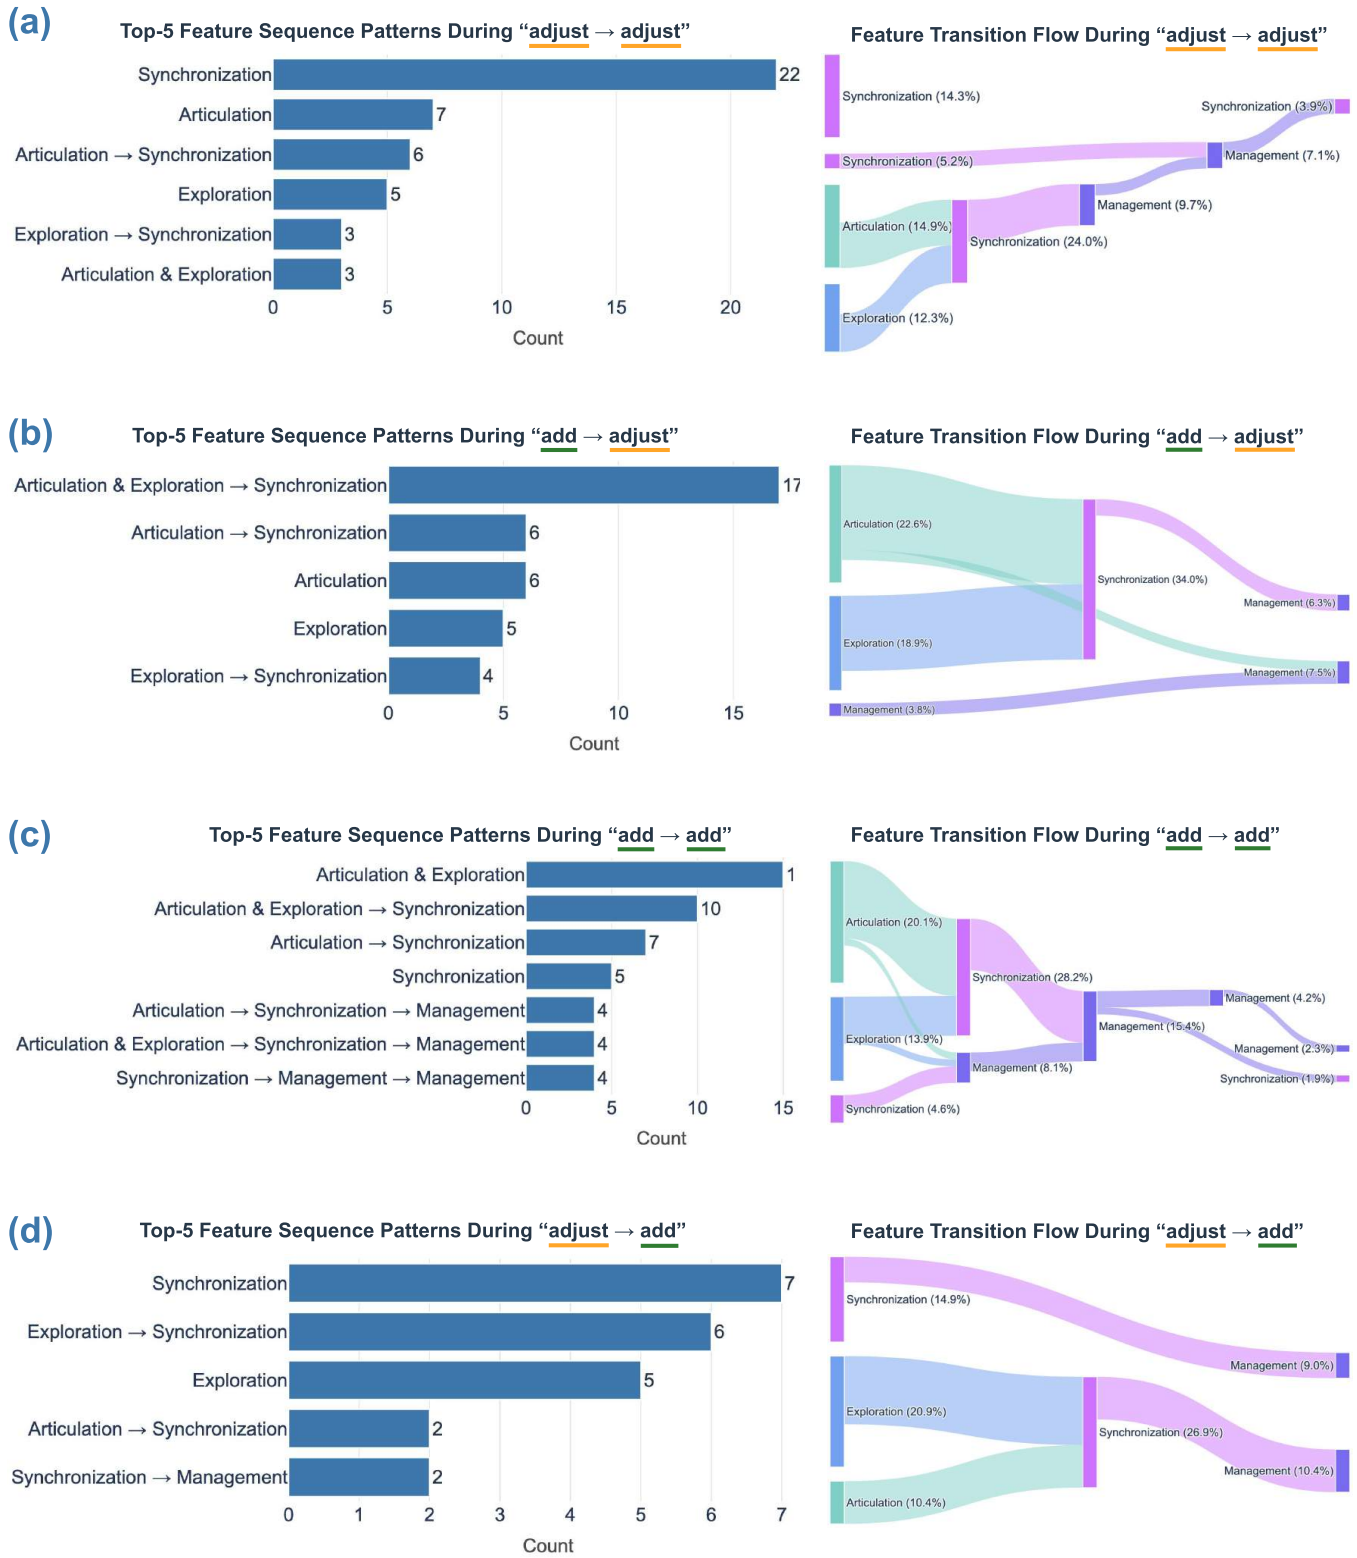 (a)
Top-5 Feature Sequence Patterns During “adjust → adjust”
Synchronization 22
Articulation 7
Articulation → Synchronization 6
Exploration 5
Exploration → Synchronization 3
Articulation & Exploration 3
0 5 10 15 20
Count
Feature Transition Flow During “adjust → adjust”
Synchronization (14.3%)
Synchronization (3.9%)
Synchronization (5.2%)
Management (7.1%)
Management (9.7%)
Articulation (14.9%)
Synchronization (24.0%)
Exploration (12.3%)
(b)
Top-5 Feature Sequence Patterns During “add → adjust”
Articulation & Exploration → Synchronization 17
Articulation → Synchronization 6
Articulation 6
Exploration 5
Exploration → Synchronization 4
0 5 10 15
Count
Feature Transition Flow During “add → adjust”
Articulation (22.6%)
Synchronization (34.0%)
Management (6.3%)
Exploration (18.9%)
Management (7.5%)
Management (3.8%)
(c)
Top-5 Feature Sequence Patterns During “add → add”
Articulation & Exploration 1
Articulation & Exploration → Synchronization 10
Articulation → Synchronization 7
Synchronization 5
Articulation → Synchronization → Management 4
Articulation & Exploration → Synchronization → Management 4
Synchronization → Management → Management 4
0 5 10 15
Count
Feature Transition Flow During “add → add”
Articulation (20.1%)
Synchronization (28.2%)
Management (4.2%)
Management (15.4%)
Exploration (13.9%)
Management (2.3%)
Management (8.1%)
Synchronization (1.9%)
Synchronization (4.6%)
(d)
Top-5 Feature Sequence Patterns During “adjust → add”
Synchronization 7
Exploration → Synchronization 6
Exploration 5
Articulation → Synchronization 2
Synchronization → Management 2
0 1 2 3 4 5 6 7
Count
Feature Transition Flow During “adjust → add”
Synchronization (14.9%)
Management (9.0%)
Exploration (20.9%)
Synchronization (26.9%)
Management (10.4%)
Articulation (10.4%)